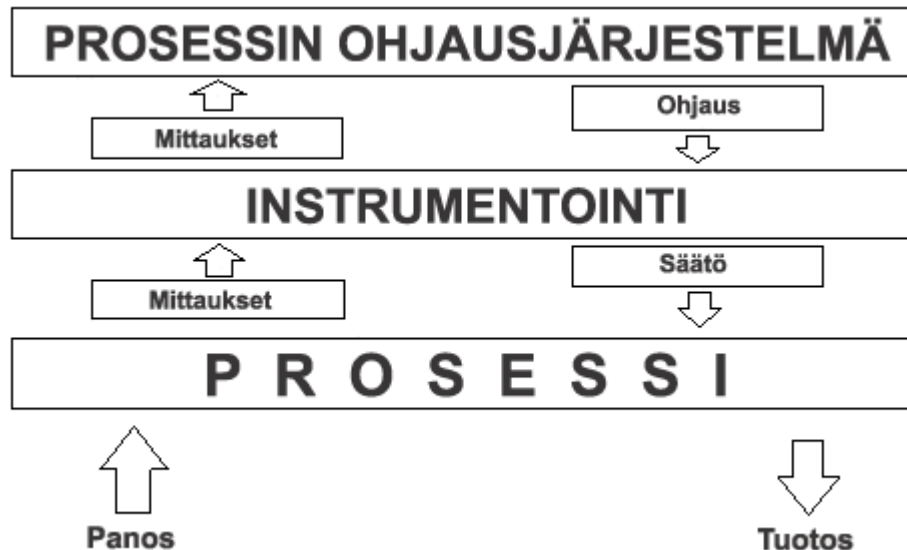 PROSESSIN OHJAUSJÄRJESTELMÄ
Mittaukset
Ohjaus
INSTRUMENTOINTI
Mittaukset
Säätö
P R O S E S S I
Panos
Tuotos